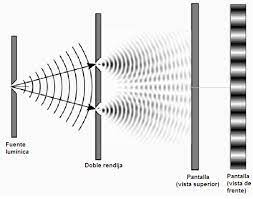 Fuente
lumínica
Doble rendija
Pantalla
(vista superior)
Pantalla
(vista de
frente)